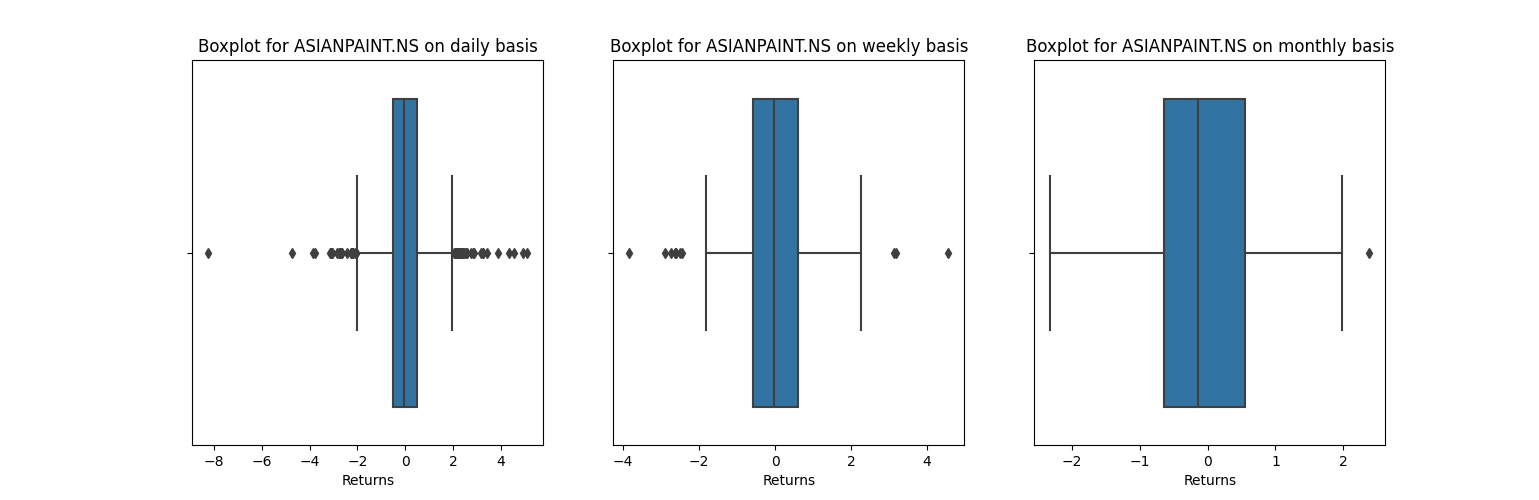 Boxplot for ASIANPAINT.NS on daily basis
−8 −6 −4 −2 0 2 4
Returns
Boxplot for ASIANPAINT.NS on weekly basis
−4 −2 0 2 4
Returns
Boxplot for ASIANPAINT.NS on monthly basis
−2 −1 0 1 2
Returns